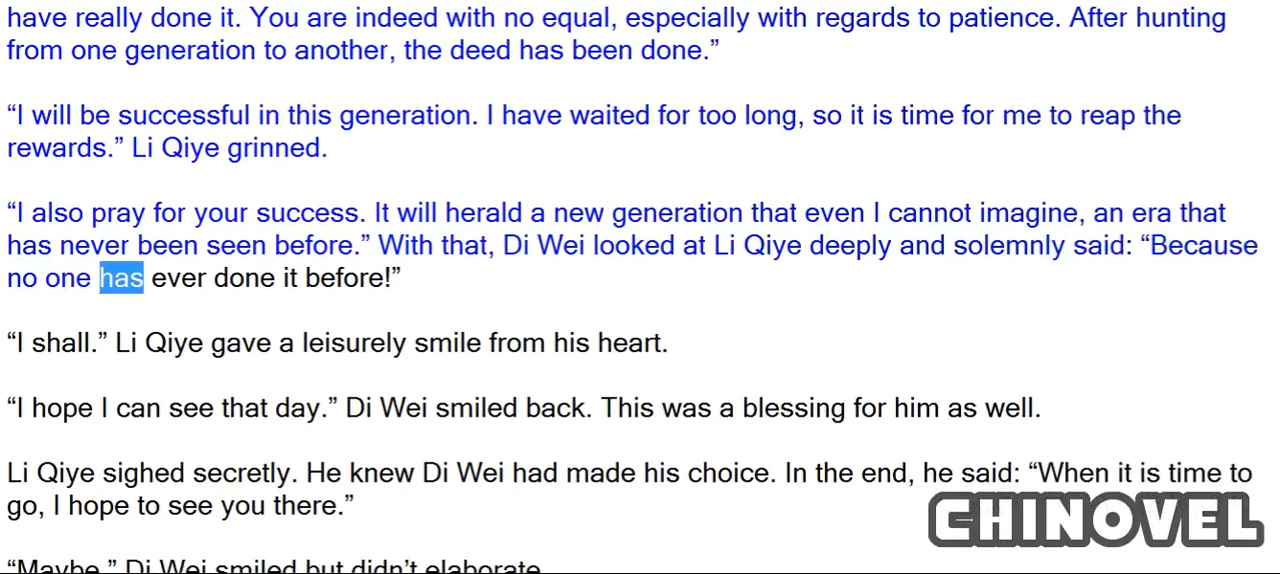 have really done it. You are indeed with no equal, especially with regards to patience. After hunting
from one generation to another, the deed has been done.”
“I will be successful in this generation. I have waited for too long, so it is time for me to reap the
rewards.” Li Qiye grinned.
“I also pray for your success. It will herald a new generation that even I cannot imagine, an era that
has never been seen before.” With that, Di Wei looked at Li Qiye deeply and solemnly said: “Because
no one has ever done it before!”
“I shall.” Li Qiye gave a leisurely smile from his heart.
“I hope I can see that day.” Di Wei smiled back. This was a blessing for him as well.
Li Qiye sighed secretly. He knew Di Wei had made his choice. In the end, he said: “When it is time to
go, I hope to see you there.”
CHINOVEL
“Maybe.” Di Wei smiled but didn’t elaborate.